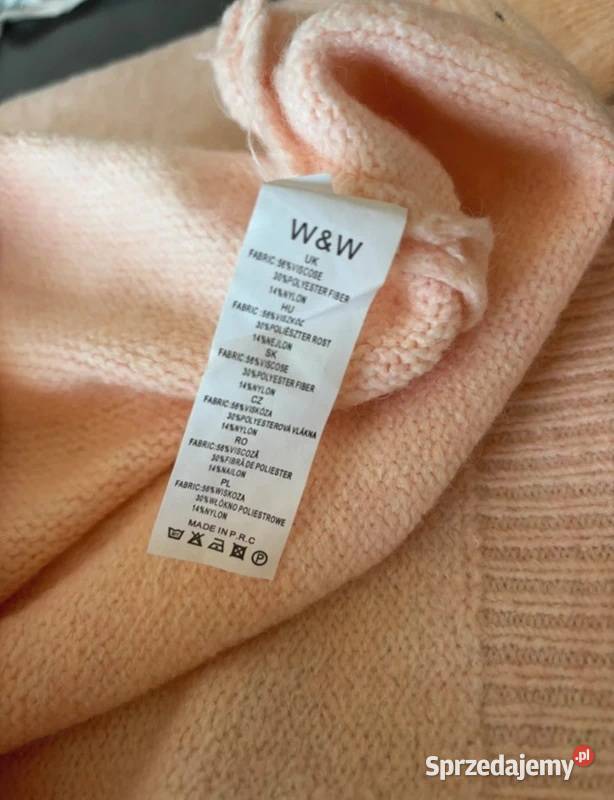 W&W
UK
FABRIC:56%VISCOSE
30%POLYESTER FIBER
14%NYLON
HU
FABRIC:56%VISZKÓZ
30%POLIÉSZTER ROST
14%NEJLON
SK
FABRIC:56%VISCOSE
30%POLYESTER FIBER
14%NYLON
CZ
FABRIC:56%VISKÓZA
30%POLYESTEROVÁ VLÁKNA
14%NYLON
RO
FABRIC:56%VISCOZĂ
30%FIBRĂ DE POLIESTER
14%NAILON
PL
FABRIC:56%WISKOZA
30%WŁÓKNO POLIESTROWE
14%NYLON
MADE IN P.R.C
P
Sprzedajemy.pl